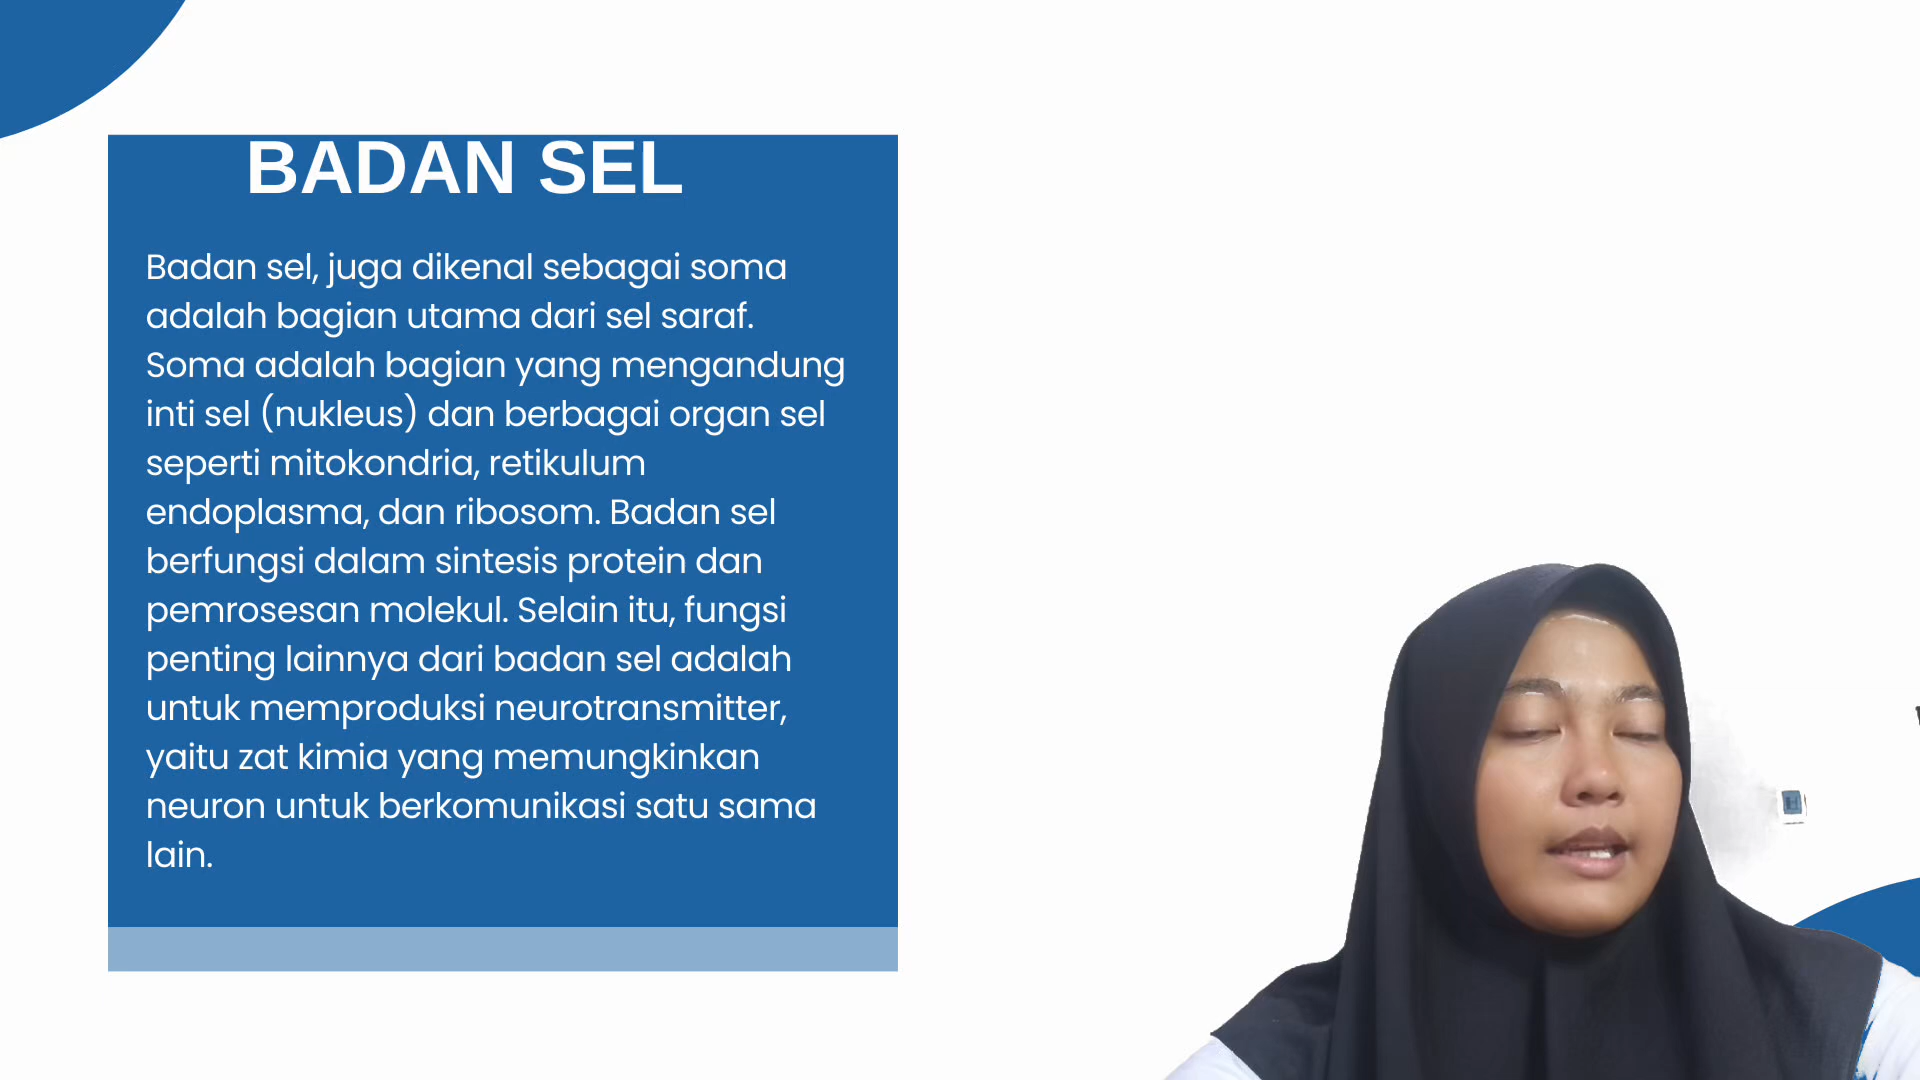 BADAN SEL
Badan sel, juga dikenal sebagai soma
adalah bagian utama dari sel saraf.
Soma adalah bagian yang mengandung
inti sel (nukleus) dan berbagai organ sel
seperti mitokondria, retikulum
endoplasma, dan ribosom. Badan sel
berfungsi dalam sintesis protein dan
pemrosesan molekul. Selain itu, fungsi
penting lainnya dari badan sel adalah
untuk memproduksi neurotransmitter,
yaitu zat kimia yang memungkinkan
neuron untuk berkomunikasi satu sama
lain.